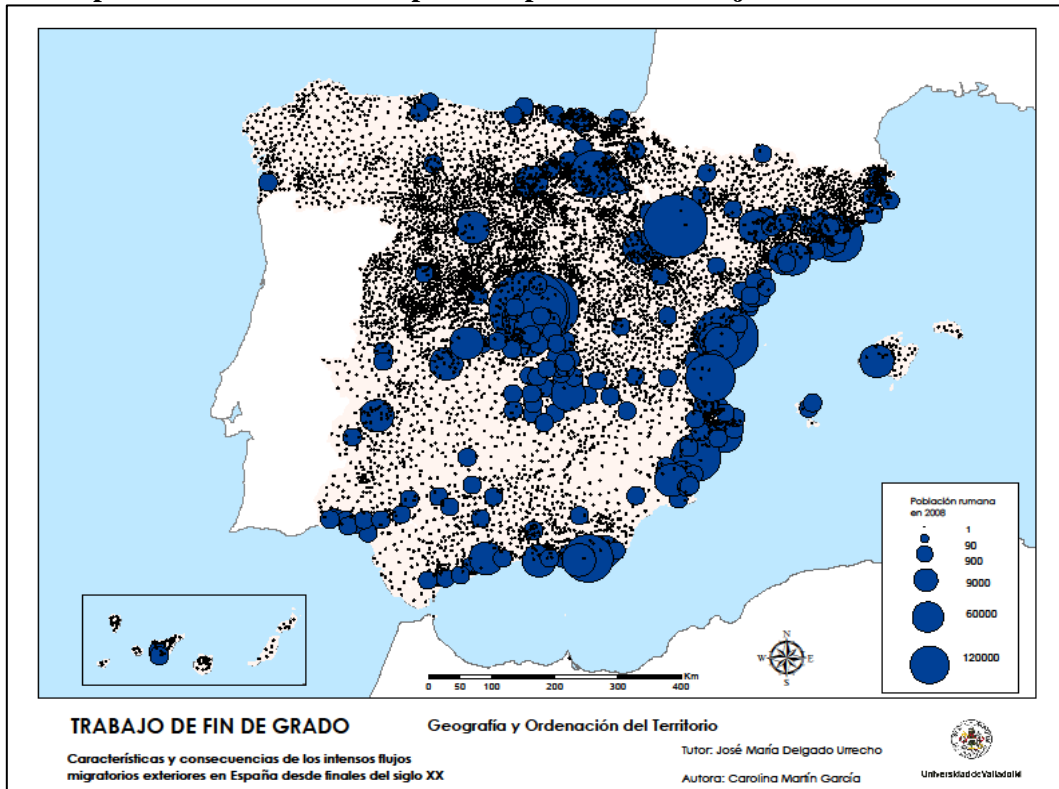 Población rumana
en 2008
1
90
900
9000
60000
120000
N
W
E
S
Km
0 50 100 200 300 400
TRABAJO DE FIN DE GRADO
Geografía y Ordenación del Territorio
Características y consecuencias de los intensos flujos
migratorios exteriores en España desde finales del siglo XX
Tutor: José María Delgado Urrecho
Autora: Carolina Martín García
Universidad de Valladolid